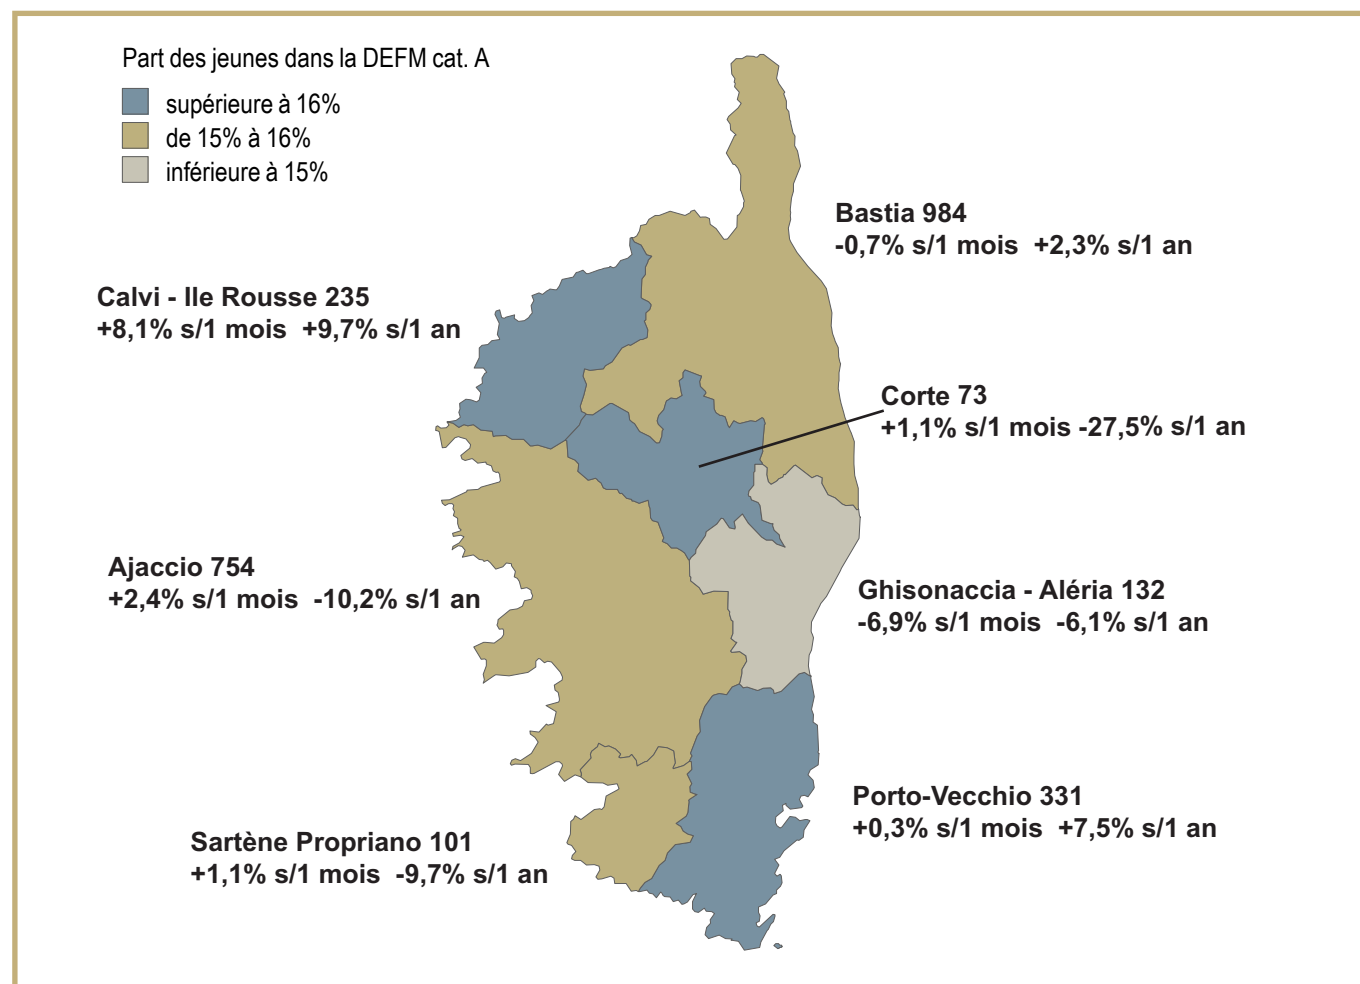 Part des jeunes dans la DEFM cat. A
supérieure à 16%
de 15% à 16%
inférieure à 15%
Bastia 984
-0,7% s/1 mois +2,3% s/1 an
Calvi - Ile Rousse 235
+8,1% s/1 mois +9,7% s/1 an
Corte 73
+1,1% s/1 mois -27,5% s/1 an
Ajaccio 754
+2,4% s/1 mois -10,2% s/1 an
Ghisonaccia - Aléria 132
-6,9% s/1 mois -6,1% s/1 an
Porto-Vecchio 331
+0,3% s/1 mois +7,5% s/1 an
Sartène Propriano 101
+1,1% s/1 mois -9,7% s/1 an